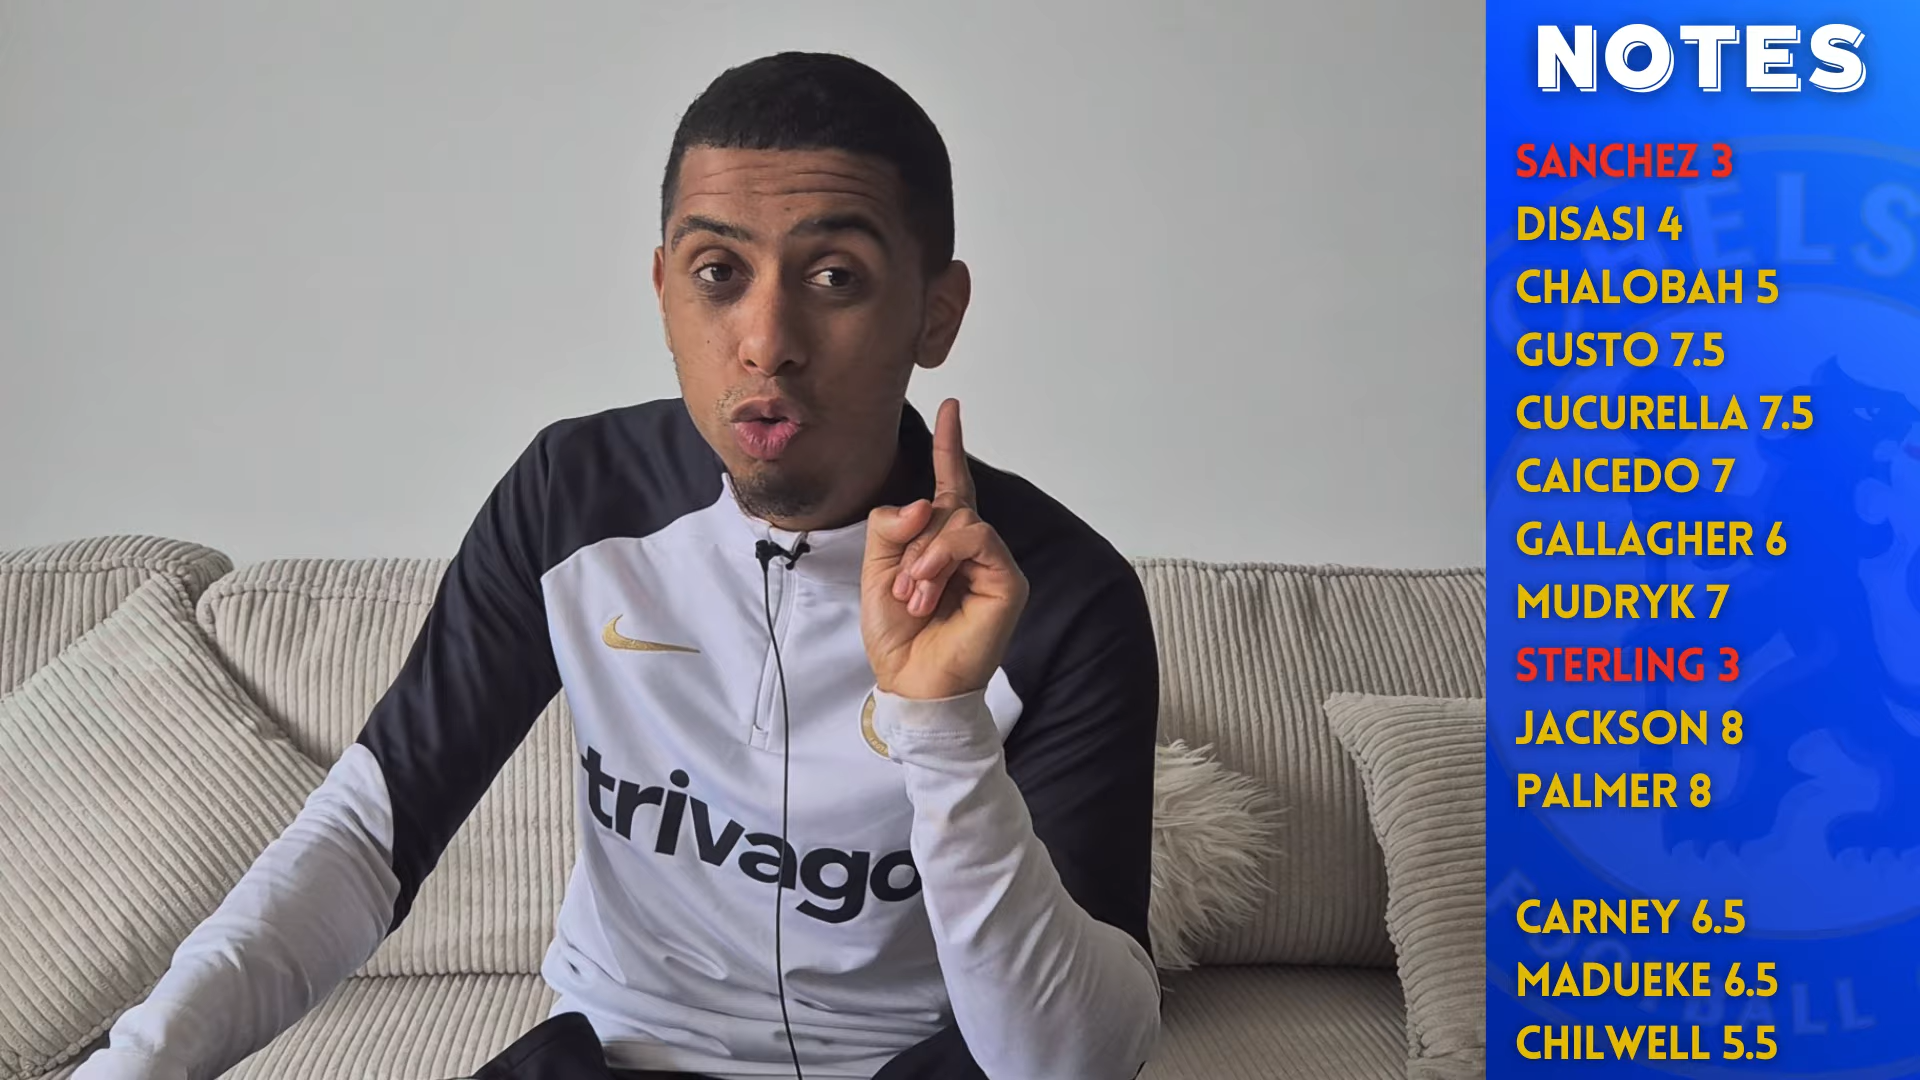 NOTES
SANCHEZ 3
DISASI 4
CHALOBAH 5
GUSTO 7.5
CUCURELLA 7.5
CAICEDO 7
GALLAGHER 6
MUDRYK 7
STERLING 3
JACKSON 8
PALMER 8
CARNEY 6.5
MADUEKE 6.5
CHILWELL 5.5
trivago